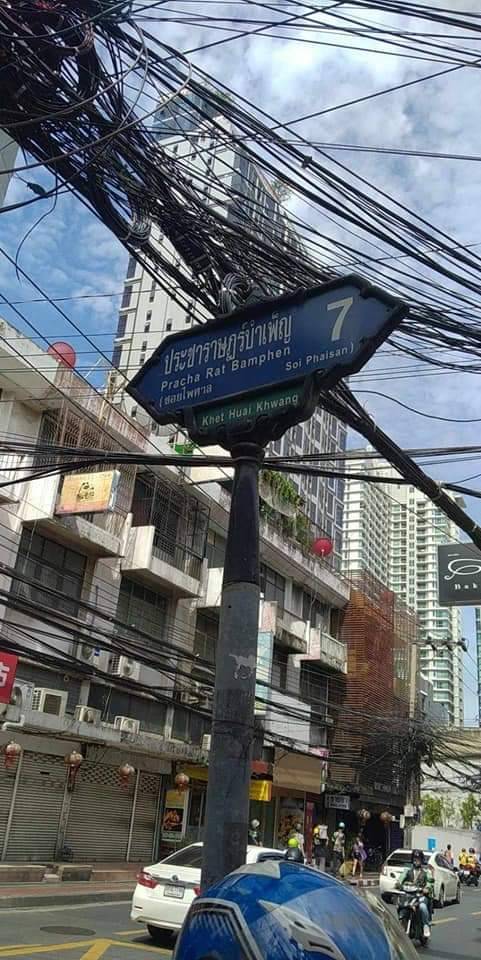 ประชาราษฎร์บำเพ็ญ 7
Pracha Rat Bamphen
(ซอยไพศาล Soi Phaisan)
Khet Huai Khwang